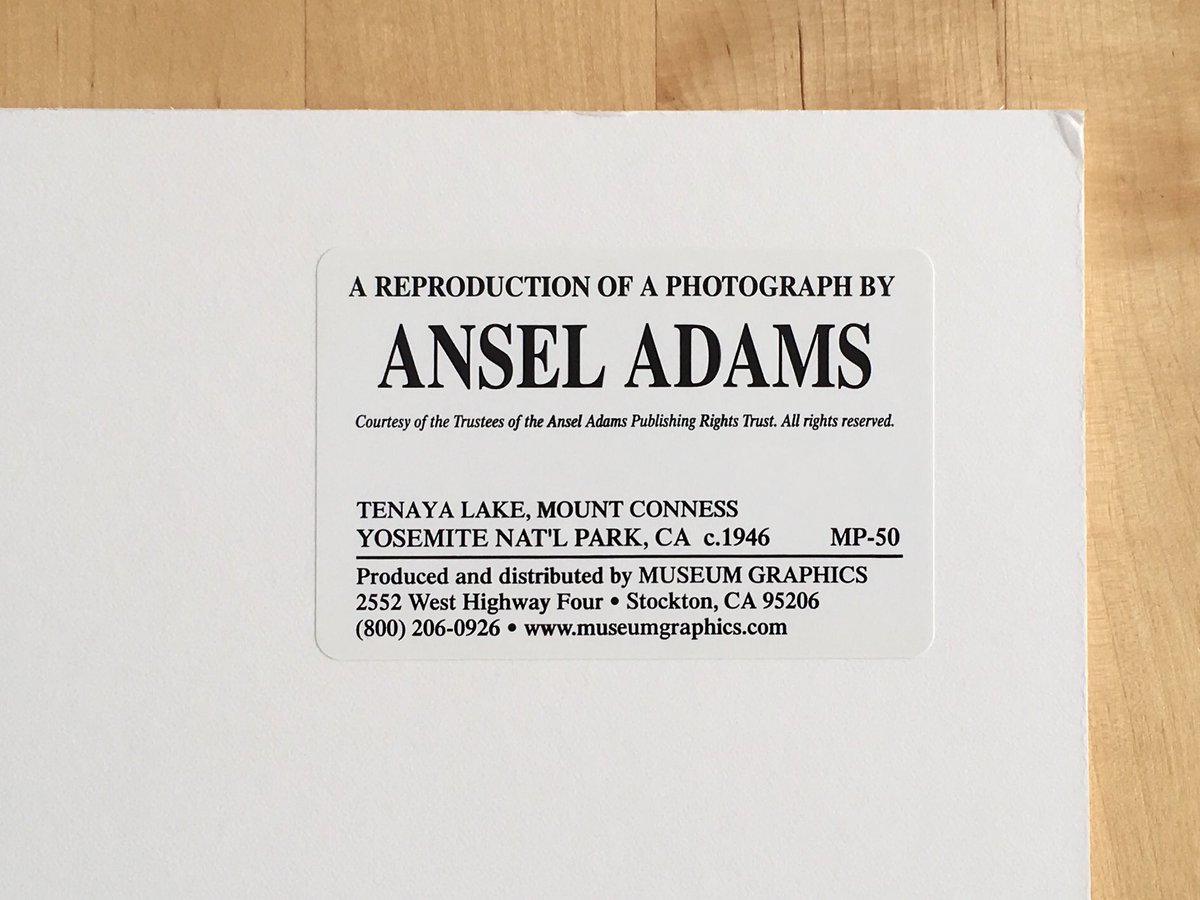 A REPRODUCTION OF A PHOTOGRAPH BY
ANSEL ADAMS
Courtesy of the Trustees of the Ansel Adams Publishing Rights Trust. All rights reserved.
TENAYA LAKE, MOUNT CONNESS
YOSEMITE NAT'L PARK, CA c.1946 MP-50
Produced and distributed by MUSEUM GRAPHICS
2552 West Highway Four • Stockton, CA 95206
(800) 206-0926 • www.museumgraphics.com